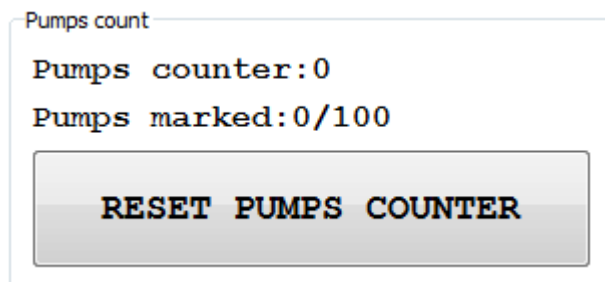 Pumps count
Pumps counter:0
Pumps marked:0/100
RESET PUMPS COUNTER